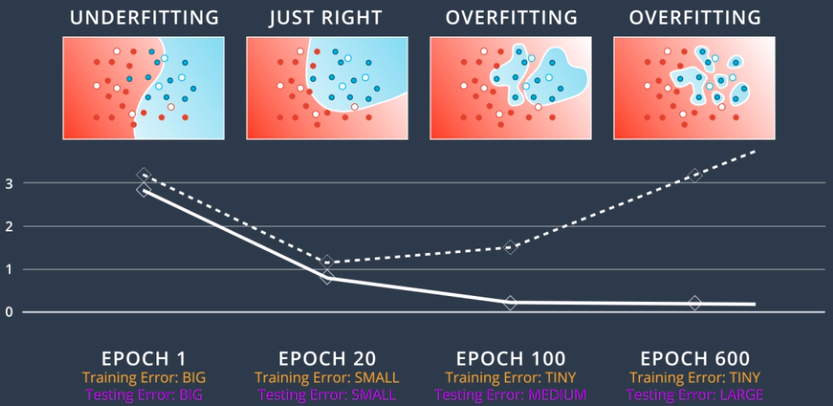 UNDERFITTING
JUST RIGHT
OVERFITTING
OVERFITTING
3
2
1
0
EPOCH 1
Training Error: BIG
Testing Error: BIG
EPOCH 20
Training Error: SMALL
Testing Error: SMALL
EPOCH 100
Training Error: TINY
Testing Error: MEDIUM
EPOCH 600
Training Error: TINY
Testing Error: LARGE